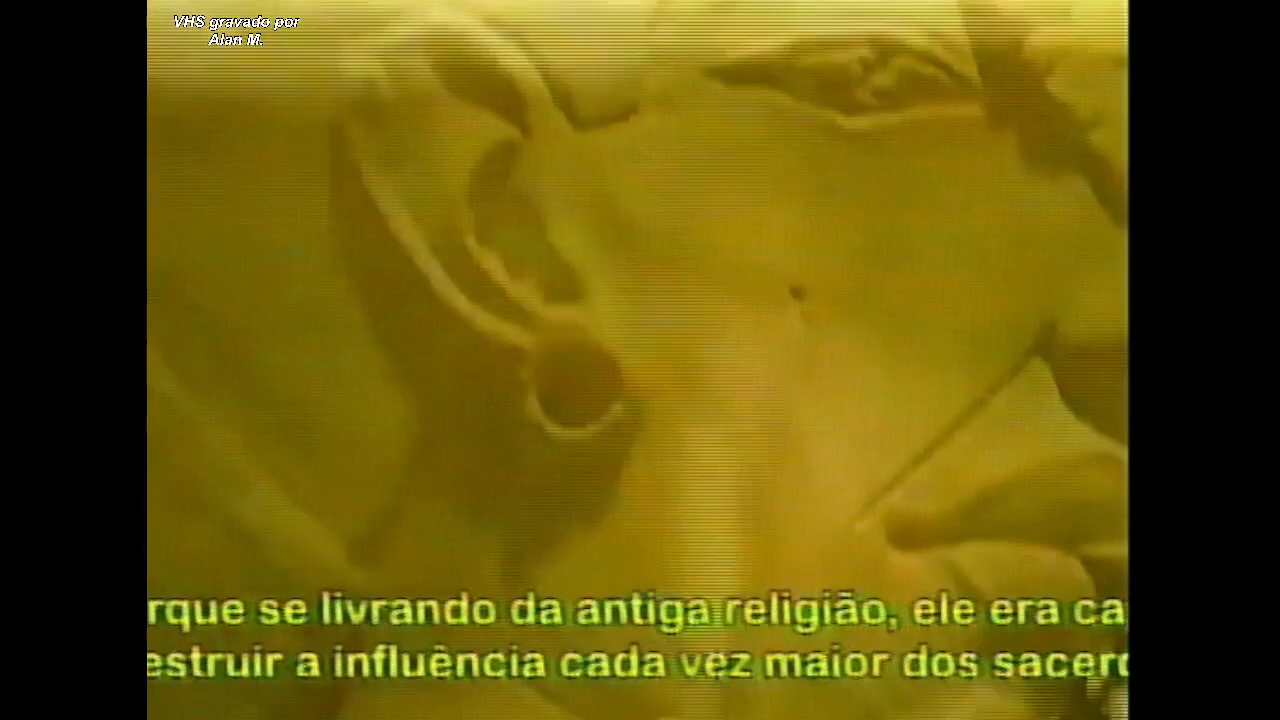 VHS gravado por
Alan M.
rque se livrando da antiga religião, ele era ca
estruir a influência cada vez maior dos sacerd